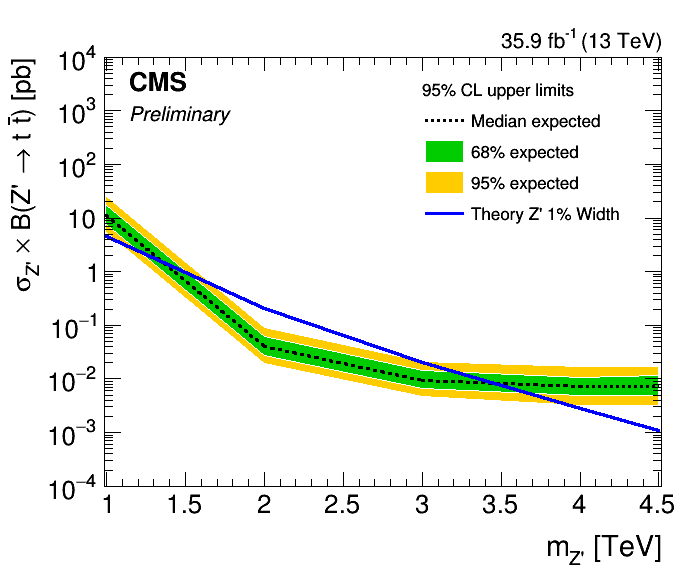 35.9 fb⁻¹ (13 TeV)
CMS
Preliminary
95% CL upper limits
Median expected
68% expected
95% expected
Theory Z' 1% Width
σ_Z' × B(Z' → t t̄) [pb]
10⁴
10³
10²
10
1
10⁻¹
10⁻²
10⁻³
10⁻⁴
1 1.5 2 2.5 3 3.5 4 4.5
m_Z' [TeV]